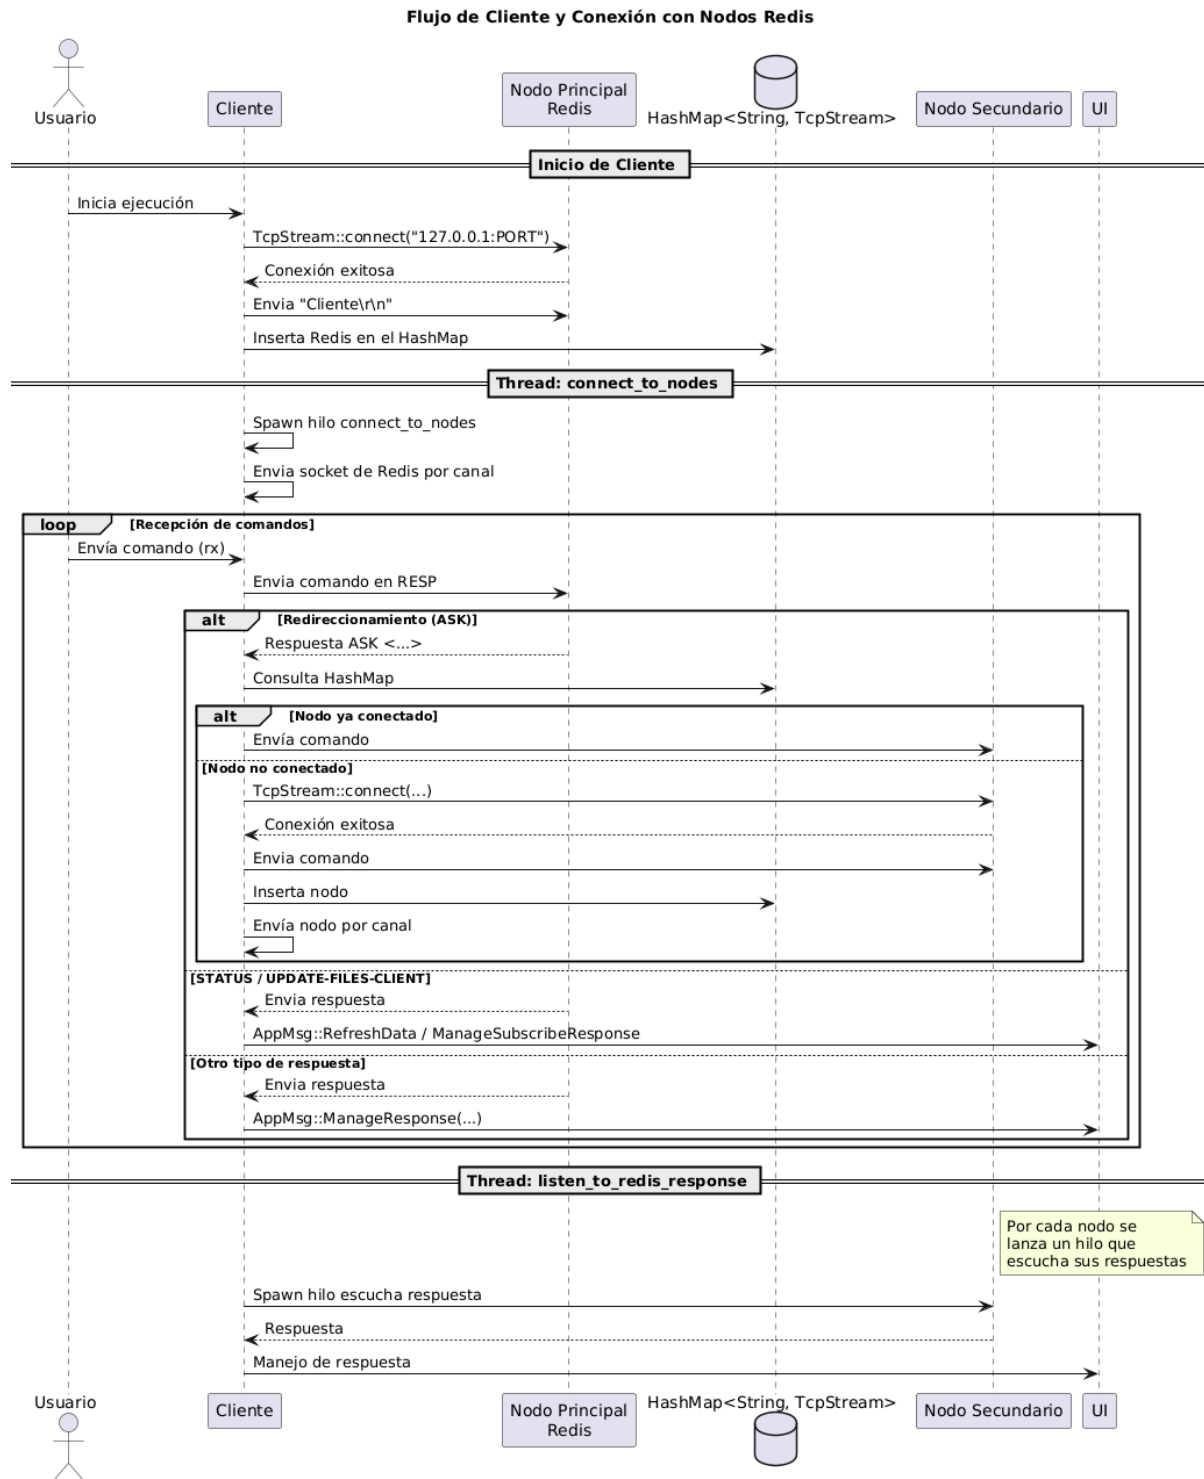 Flujo de Cliente y Conexión con Nodos Redis
Usuario
Cliente
Nodo Principal
Redis
HashMap<String, TcpStream>
Nodo Secundario
UI
Inicio de Cliente
Inicia ejecución
TcpStream::connect("127.0.0.1:PORT")
Conexión exitosa
Envia "Cliente\r\n"
Inserta Redis en el HashMap
Thread: connect_to_nodes
Spawn hilo connect_to_nodes
Envia socket de Redis por canal
loop
[Recepción de comandos]
Envía comando (rx)
Envia comando en RESP
alt
[Redireccionamiento (ASK)]
Respuesta ASK <...>
Consulta HashMap
alt
[Nodo ya conectado]
Envía comando
[Nodo no conectado]
TcpStream::connect(...)
Conexión exitosa
Envia comando
Inserta nodo
Envía nodo por canal
[STATUS / UPDATE-FILES-CLIENT]
Envia respuesta
AppMsg::RefreshData / ManageSubscribeResponse
[Otro tipo de respuesta]
Envia respuesta
AppMsg::ManageResponse(...)
Thread: listen_to_redis_response
Por cada nodo se
lanza un hilo que
escucha sus respuestas
Spawn hilo escucha respuesta
Respuesta
Manejo de respuesta
Usuario
Cliente
Nodo Principal
Redis
HashMap<String, TcpStream>
Nodo Secundario
UI